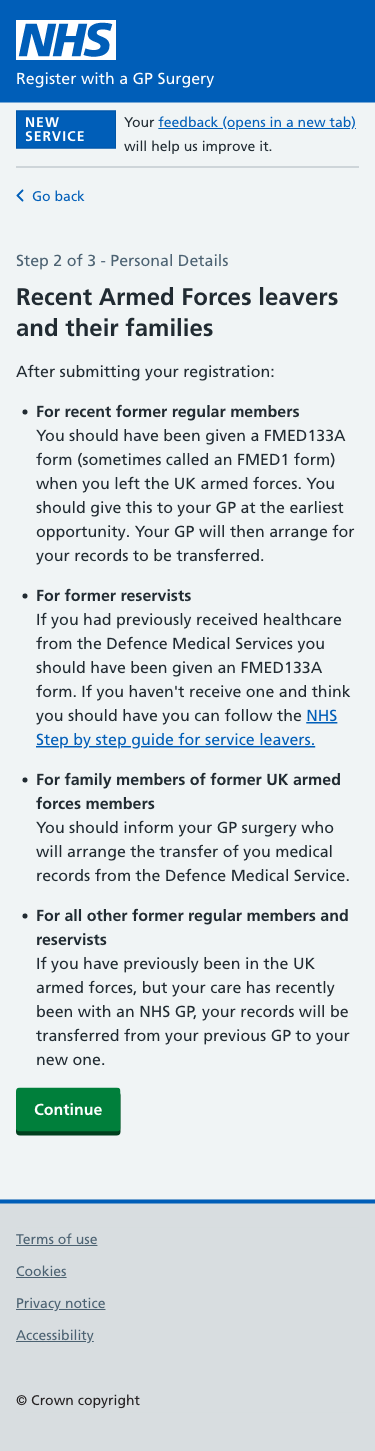 NHS
Register with a GP Surgery
NEW
SERVICE
Your feedback (opens in a new tab)
will help us improve it.
Go back
Step 2 of 3 - Personal Details
Recent Armed Forces leavers
and their families
After submitting your registration:
• For recent former regular members
You should have been given a FMED133A
form (sometimes called an FMED1 form)
when you left the UK armed forces. You
should give this to your GP at the earliest
opportunity. Your GP will then arrange for
your records to be transferred.
• For former reservists
If you had previously received healthcare
from the Defence Medical Services you
should have been given an FMED133A
form. If you haven't receive one and think
you should have you can follow the NHS
Step by step guide for service leavers.
• For family members of former UK armed
forces members
You should inform your GP surgery who
will arrange the transfer of you medical
records from the Defence Medical Service.
• For all other former regular members and
reservists
If you have previously been in the UK
armed forces, but your care has recently
been with an NHS GP, your records will be
transferred from your previous GP to your
new one.
Continue
Terms of use
Cookies
Privacy notice
Accessibility
© Crown copyright